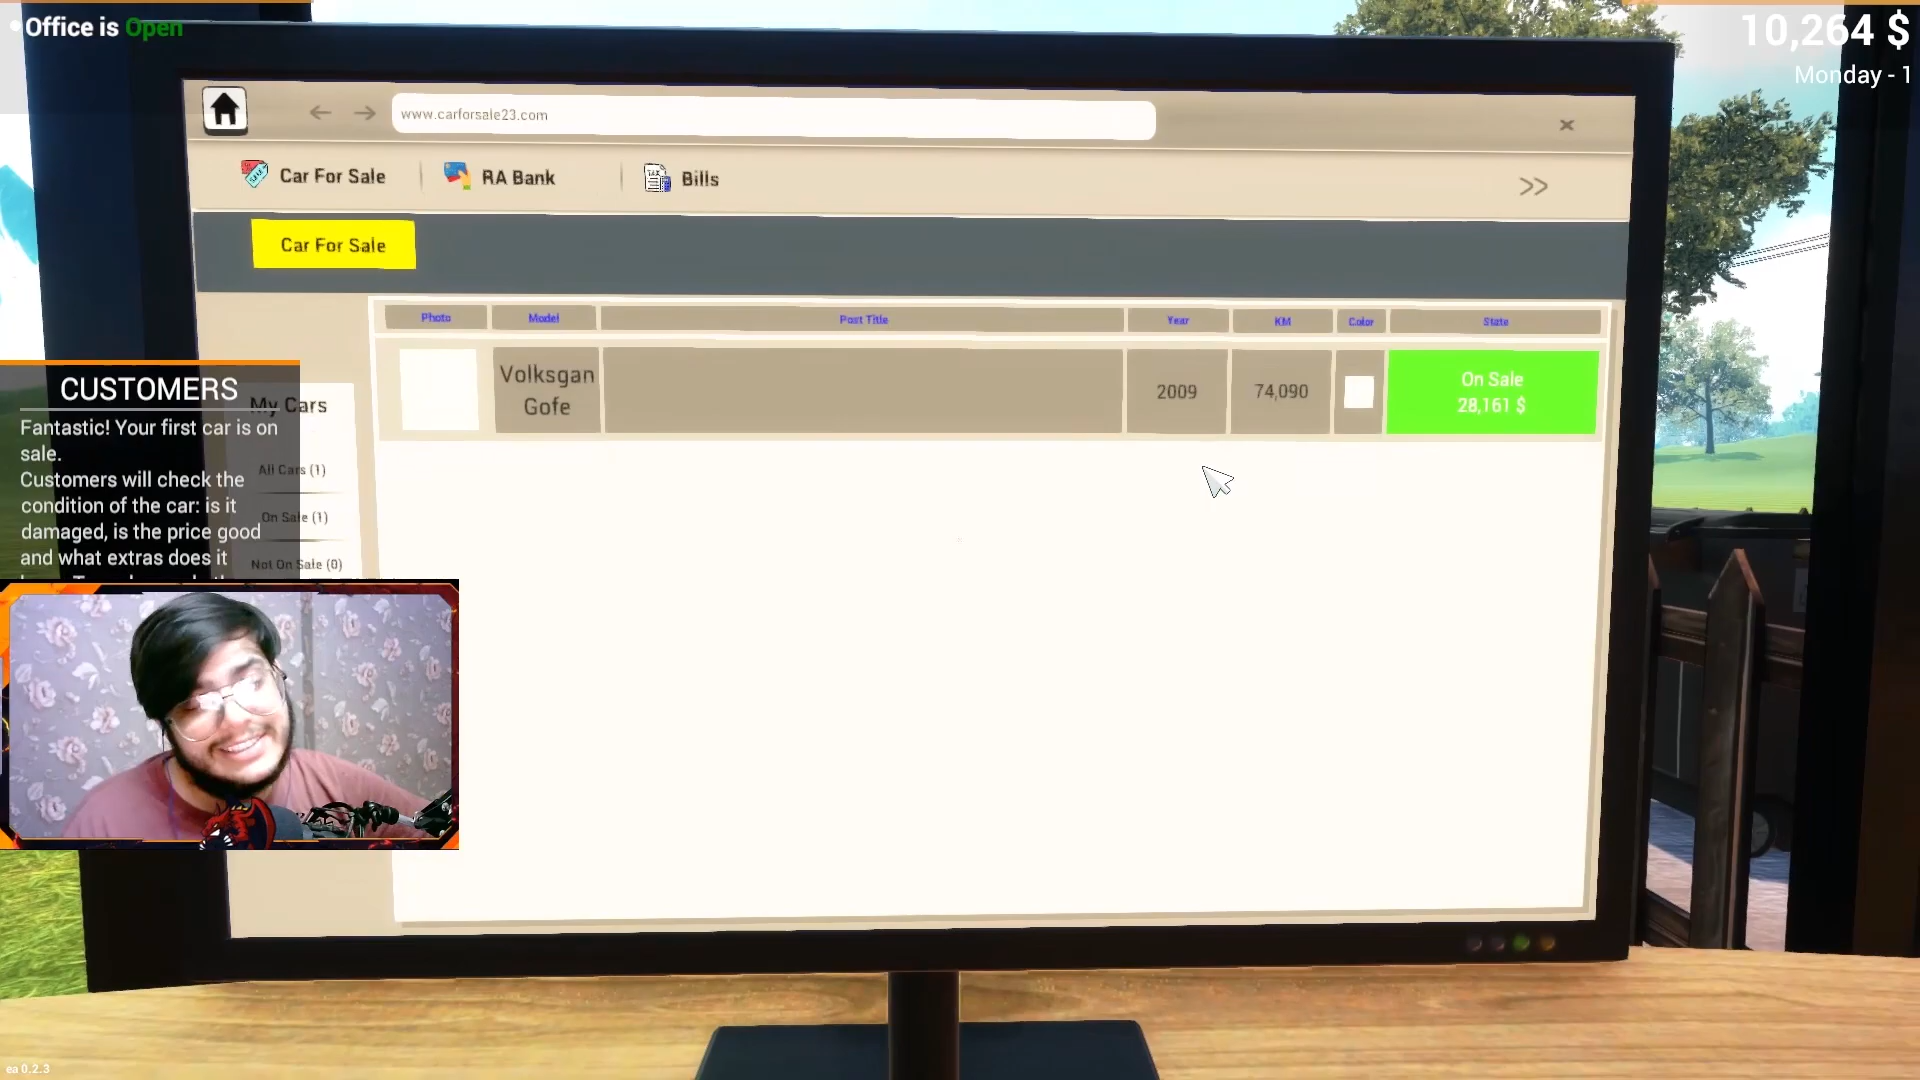 Office is Open
10,264 $
Monday - 1
www.carforsale23.com
Car For Sale
RA Bank
Bills
>>
Car For Sale
Photo Model Post Title Year KM Color State
Volksgan
Gofe
2009
74,090
On Sale
28,161 $
My Cars
All Cars (1)
On Sale (1)
Not On Sale (0)
CUSTOMERS
Fantastic! Your first car is on
sale.
Customers will check the
condition of the car: is it
damaged, is the price good
and what extras does it
ea 0.2.3